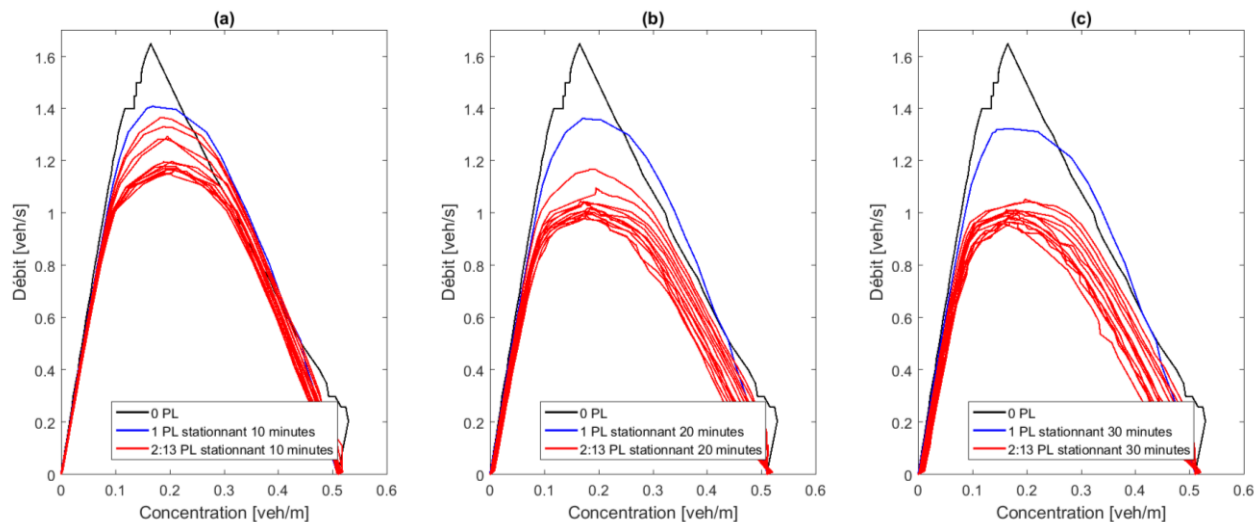 (a)
1.6
1.4
1.2
1
0.8
0.6
0.4
0.2
0
Débit [veh/s]
0 PL
1 PL stationnant 10 minutes
2:13 PL stationnant 10 minutes
0 0.1 0.2 0.3 0.4 0.5 0.6
Concentration [veh/m]
(b)
1.6
1.4
1.2
1
0.8
0.6
0.4
0.2
0
Débit [veh/s]
0 PL
1 PL stationnant 20 minutes
2:13 PL stationnant 20 minutes
0 0.1 0.2 0.3 0.4 0.5 0.6
Concentration [veh/m]
(c)
1.6
1.4
1.2
1
0.8
0.6
0.4
0.2
0
Débit [veh/s]
0 PL
1 PL stationnant 30 minutes
2:13 PL stationnant 30 minutes
0 0.1 0.2 0.3 0.4 0.5 0.6
Concentration [veh/m]